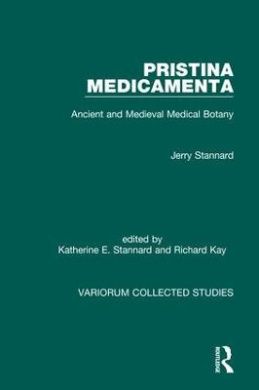 PRISTINA
MEDICAMENTA
Ancient and Medieval Medical Botany
Jerry Stannard
edited by
Katherine E. Stannard and Richard Kay
VARIORUM COLLECTED STUDIES
ROUTLEDGE